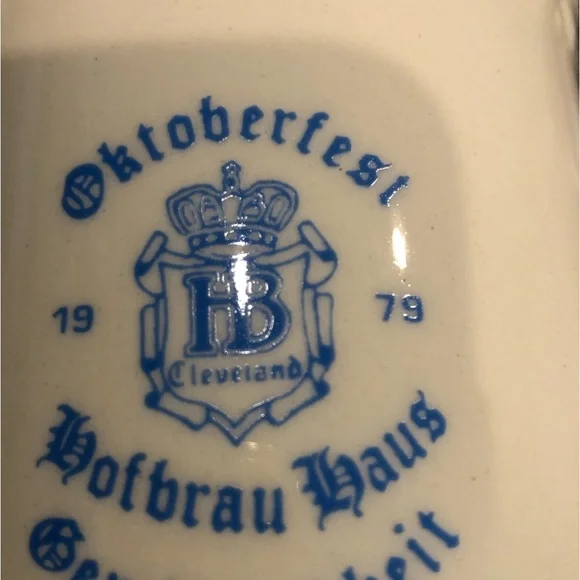 Oktoberfest
19 79
HB
Cleveland
Hofbrau Haus